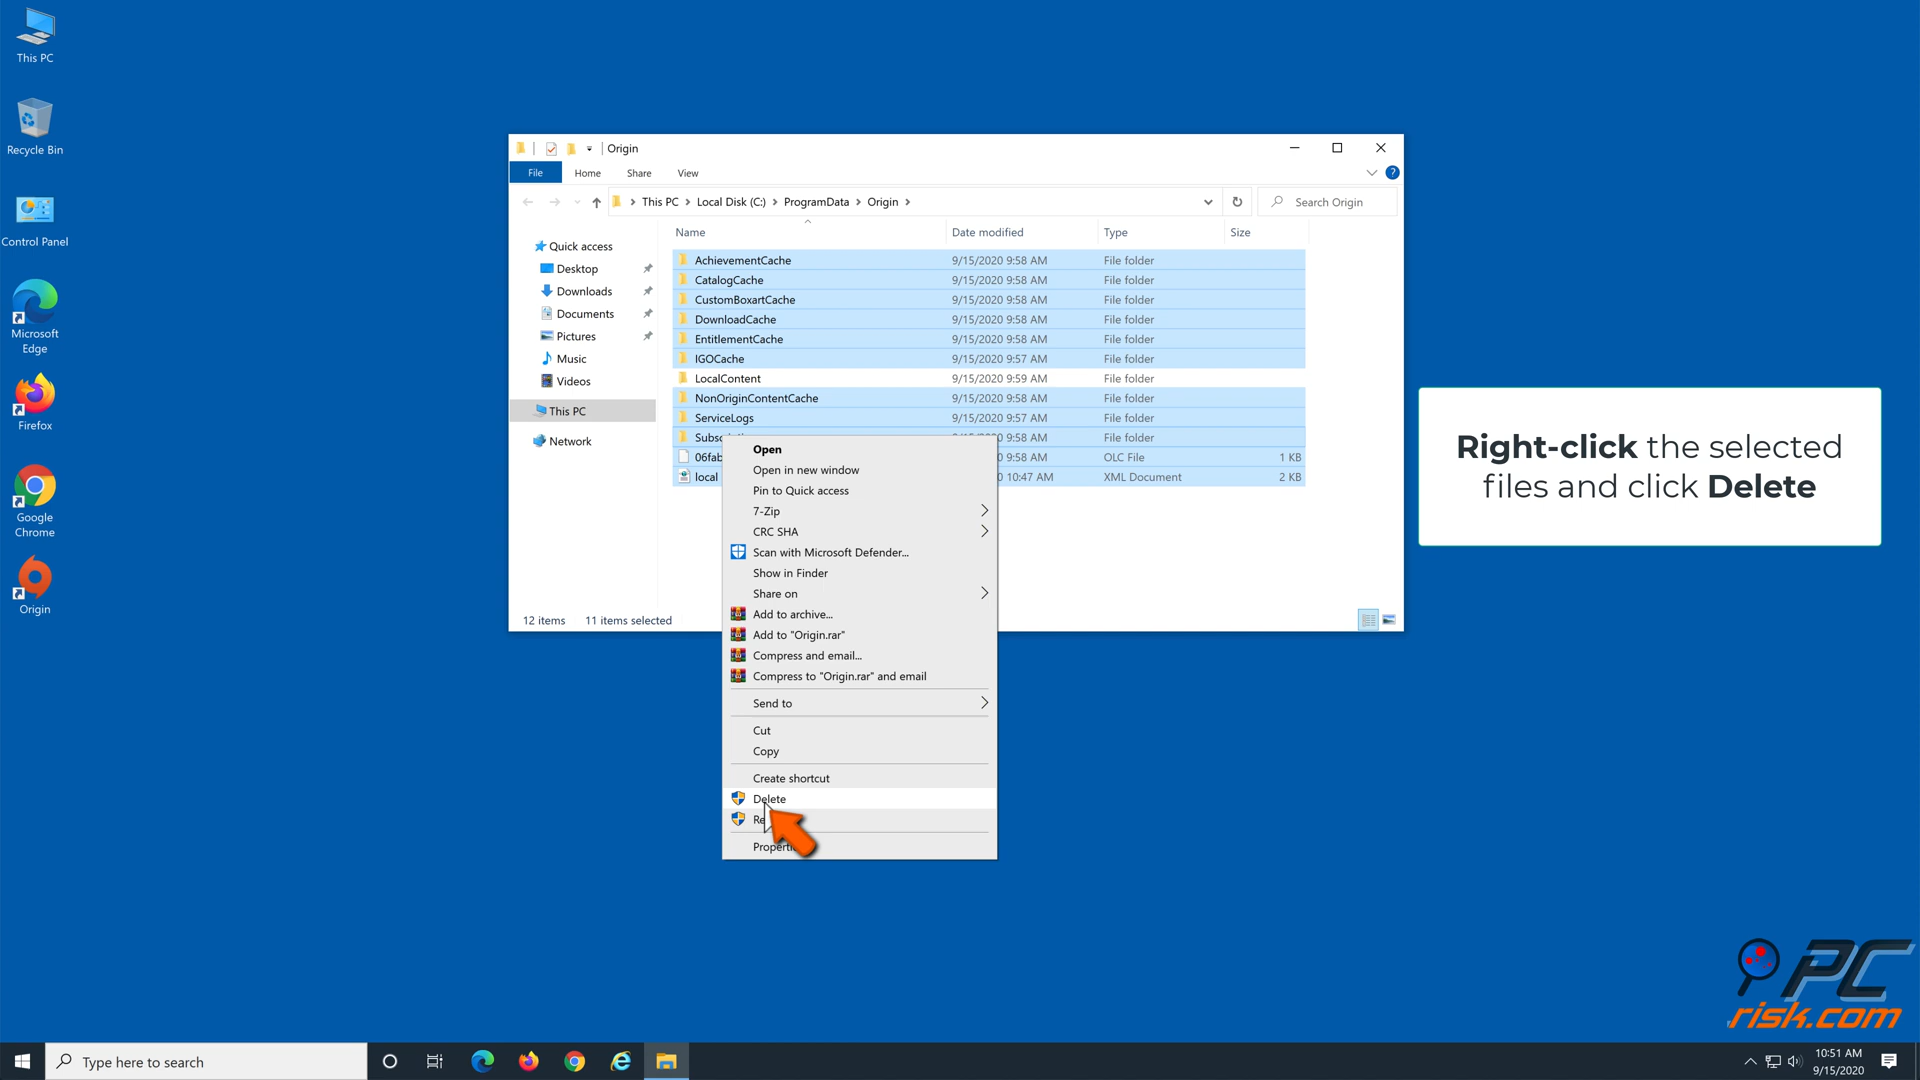 This PC
Recycle Bin
Control Panel
Microsoft
Edge
Firefox
Google
Chrome
Origin
Origin
File Home Share View
This PC > Local Disk (C:) > ProgramData > Origin >
Search Origin
Quick access
Desktop
Downloads
Documents
Pictures
Music
Videos
This PC
Network
Name Date modified Type Size
AchievementCache 9/15/2020 9:58 AM File folder
CatalogCache 9/15/2020 9:58 AM File folder
CustomBoxartCache 9/15/2020 9:58 AM File folder
DownloadCache 9/15/2020 9:58 AM File folder
EntitlementCache 9/15/2020 9:58 AM File folder
IGOCache 9/15/2020 9:57 AM File folder
LocalContent 9/15/2020 9:59 AM File folder
NonOriginContentCache 9/15/2020 9:58 AM File folder
ServiceLogs 9/15/2020 9:57 AM File folder
9:58 AM File folder
06fab 9:58 AM OLC File 1 KB
local 10:47 AM XML Document 2 KB
12 items 11 items selected
Open
Open in new window
Pin to Quick access
7-Zip
CRC SHA
Scan with Microsoft Defender...
Show in Finder
Share on
Add to archive...
Add to "Origin.rar"
Compress and email...
Compress to "Origin.rar" and email
Send to
Cut
Copy
Create shortcut
Delete
Right-click the selected
files and click Delete
PC
risk.com
Type here to search
10:51 AM
9/15/2020